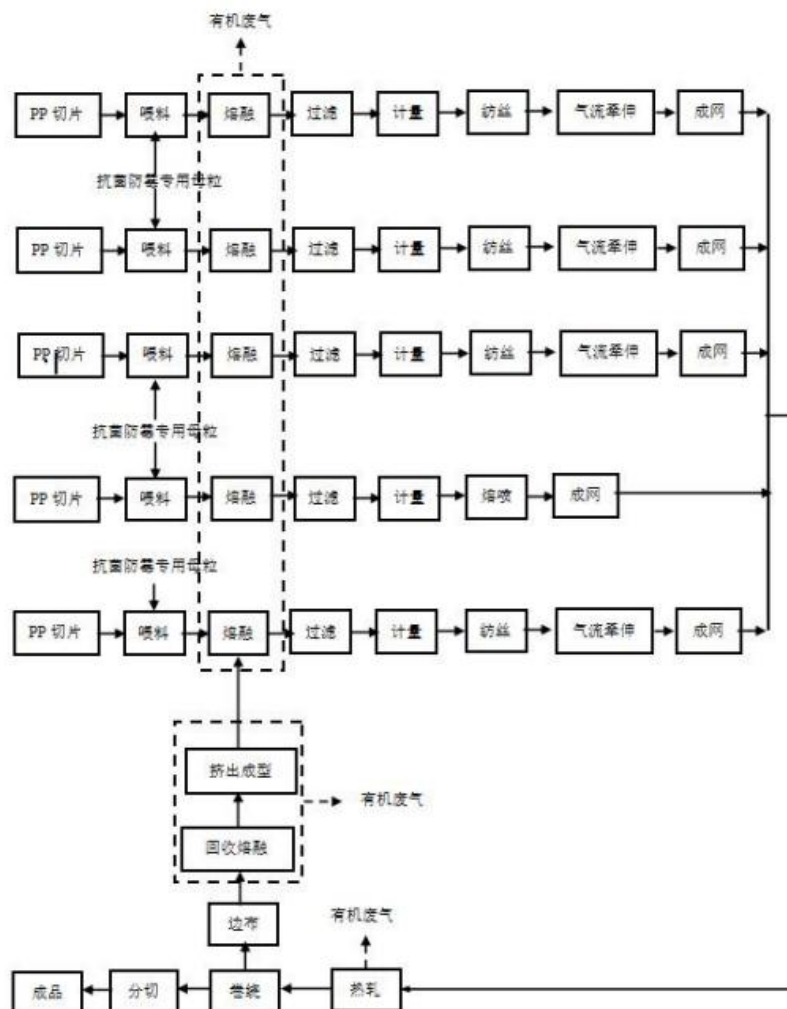 有机废气
PP 切片 喂料 熔融 过滤 计量 纺丝 气流牵伸 成网
抗菌防霉专用母粒
PP 切片 喂料 熔融 过滤 计量 纺丝 气流牵伸 成网
PP 切片 喂料 熔融 过滤 计量 纺丝 气流牵伸 成网
抗菌防霉专用母粒
PP 切片 喂料 熔融 过滤 计量 熔喷 成网
抗菌防霉专用母粒
PP 切片 喂料 熔融 过滤 计量 纺丝 气流牵伸 成网
挤出成型
有机废气
回收熔融
边布
有机废气
成品 分切 卷绕 热轧